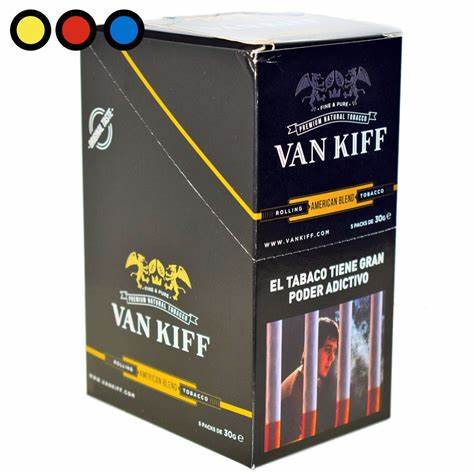 FINE & PURE
PREMIUM NATURAL TOBACCO
VAN KIFF
ROLLING
AMERICAN BLEND
TOBACCO
5 PACKS DE 30G e
WWW.VANKIFF.COM
EL TABACO TIENE GRAN
PODER ADICTIVO
FINE & PURE
PREMIUM NATURAL TOBACCO
VAN KIFF
ROLLING
AMERICAN BLEND
TOBACCO
WWW.VANKIFF.COM
5 PACKS DE 30G e